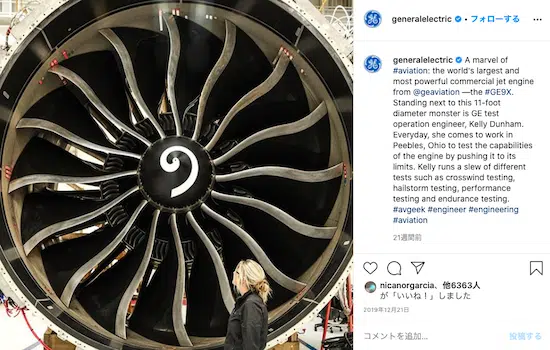 generalelectric • フォローする
generalelectric A marvel of
#aviation: the world's largest and
most powerful commercial jet engine
from @geaviation —the #GE9X.
Standing next to this 11-foot
diameter monster is GE test
operation engineer, Kelly Dunham.
Everyday, she comes to work in
Peebles, Ohio to test the capabilities
of the engine by pushing it to its
limits. Kelly runs a slew of different
tests such as crosswind testing,
hailstorm testing, performance
testing and endurance testing.
#avgeek #engineer #engineering
#aviation
21週間前
nicanorgarcia、他6363人
が「いいね！」しました
2019年12月21日
コメントを追加... 投稿する